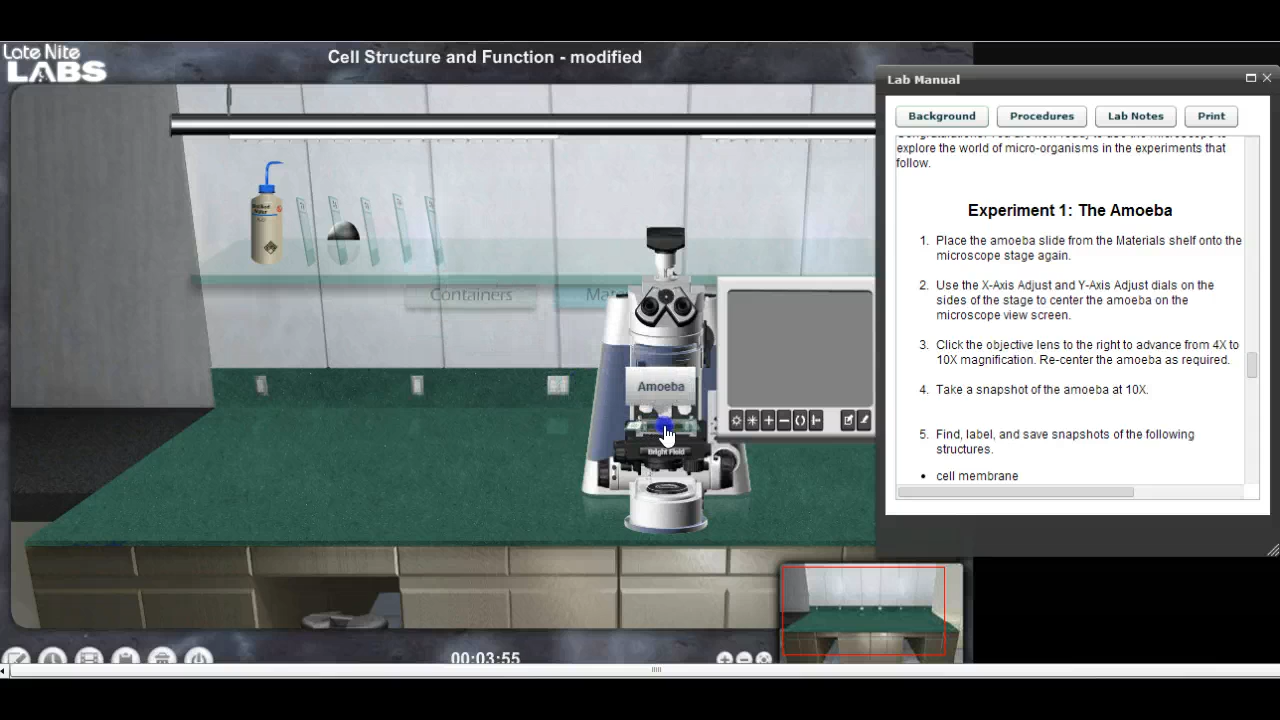 Late Nite
LABS
Cell Structure and Function - modified
Lab Manual
Background
Procedures
Lab Notes
Print
explore the world of micro-organisms in the experiments that
follow.
Experiment 1: The Amoeba
1. Place the amoeba slide from the Materials shelf onto the
microscope stage again.
2. Use the X-Axis Adjust and Y-Axis Adjust dials on the
sides of the stage to center the amoeba on the
microscope view screen.
3. Click the objective lens to the right to advance from 4X to
10X magnification. Re-center the amoeba as required.
4. Take a snapshot of the amoeba at 10X.
5. Find, label, and save snapshots of the following
structures.
• cell membrane
Containers
Amoeba
Bright Field
00:03:55